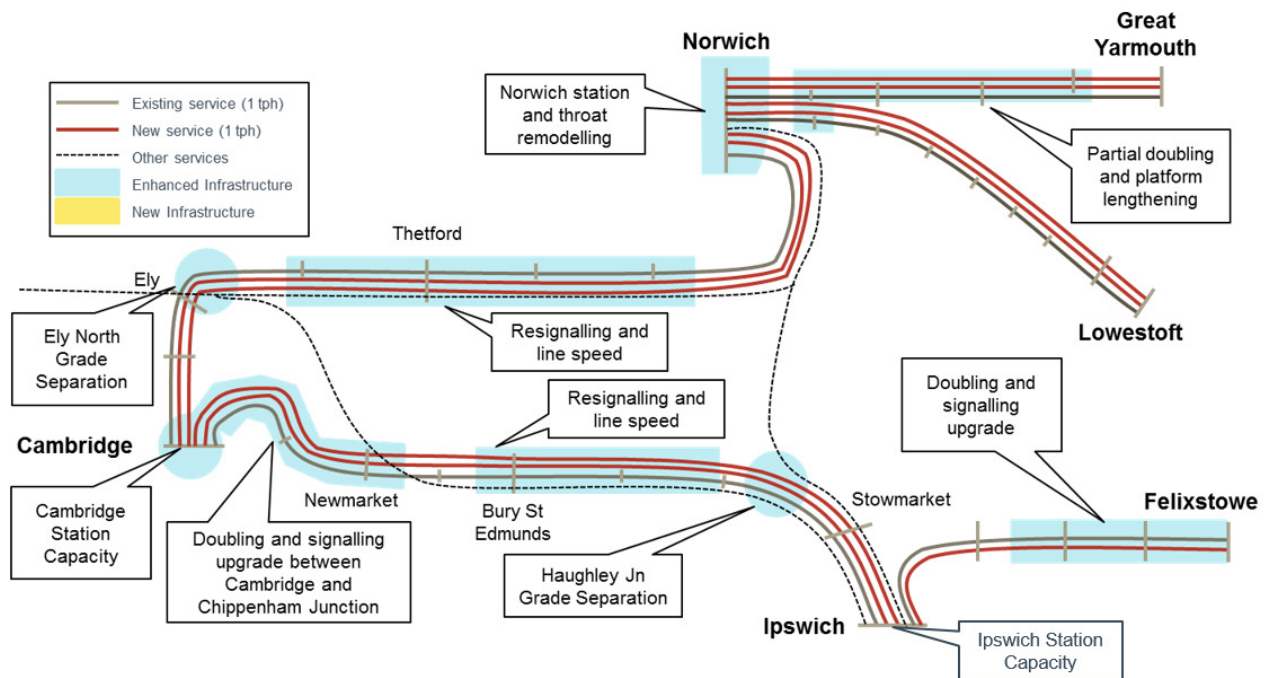 Norwich
Great
Yarmouth
Existing service (1 tph)
New service (1 tph)
Other services
Enhanced Infrastructure
New Infrastructure
Norwich station
and throat
remodelling
Partial doubling
and platform
lengthening
Thetford
Ely
Lowestoft
Ely North
Grade
Separation
Resignalling and
line speed
Doubling and
signalling
upgrade
Resignalling and
line speed
Cambridge
Newmarket
Bury St
Edmunds
Stowmarket
Felixstowe
Cambridge
Station
Capacity
Doubling and signalling
upgrade between
Cambridge and
Chippenham Junction
Haughley Jn
Grade Separation
Ipswich
Ipswich Station
Capacity